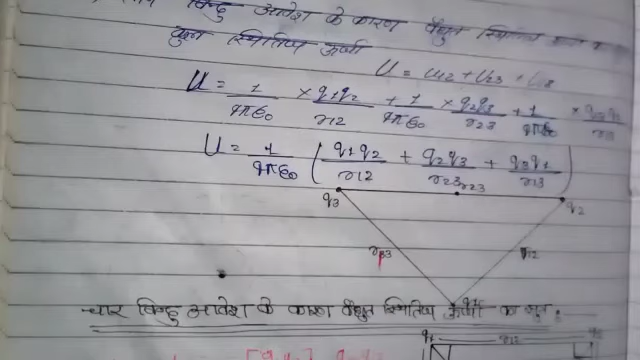 बिन्दु आवेश के कारण वैद्युत स्थितिज
कुल स्थितिज ऊर्जा
U = U12 + U23 +
U = 1/4πϵ0 × q1q2/r12 + 1/4πϵ0 × q2q3/r23 + 1/4πϵ0 ×
U = 1/4πϵ0 ( q1q2/r12 + q2q3/r23 + q3q1/r13 )
r23
q3 q2
r12
चार बिन्दु आवेश के कारण वैद्युत स्थितिज ऊर्जा का सूत्र :-
q1 r12